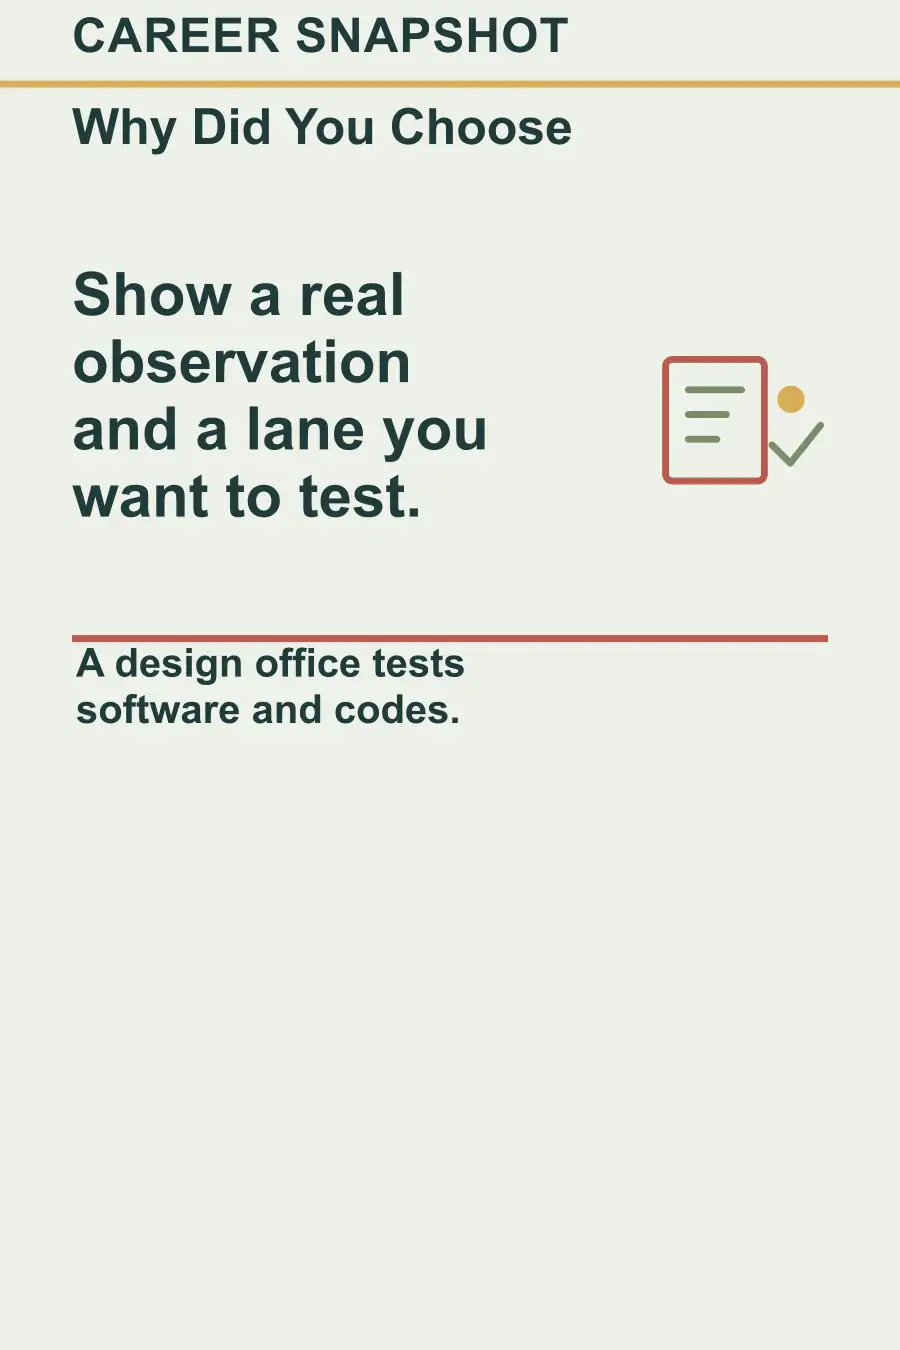 CAREER SNAPSHOT
Why Did You Choose
Show a real
observation
and a lane you
want to test.
A design office tests
software and codes.